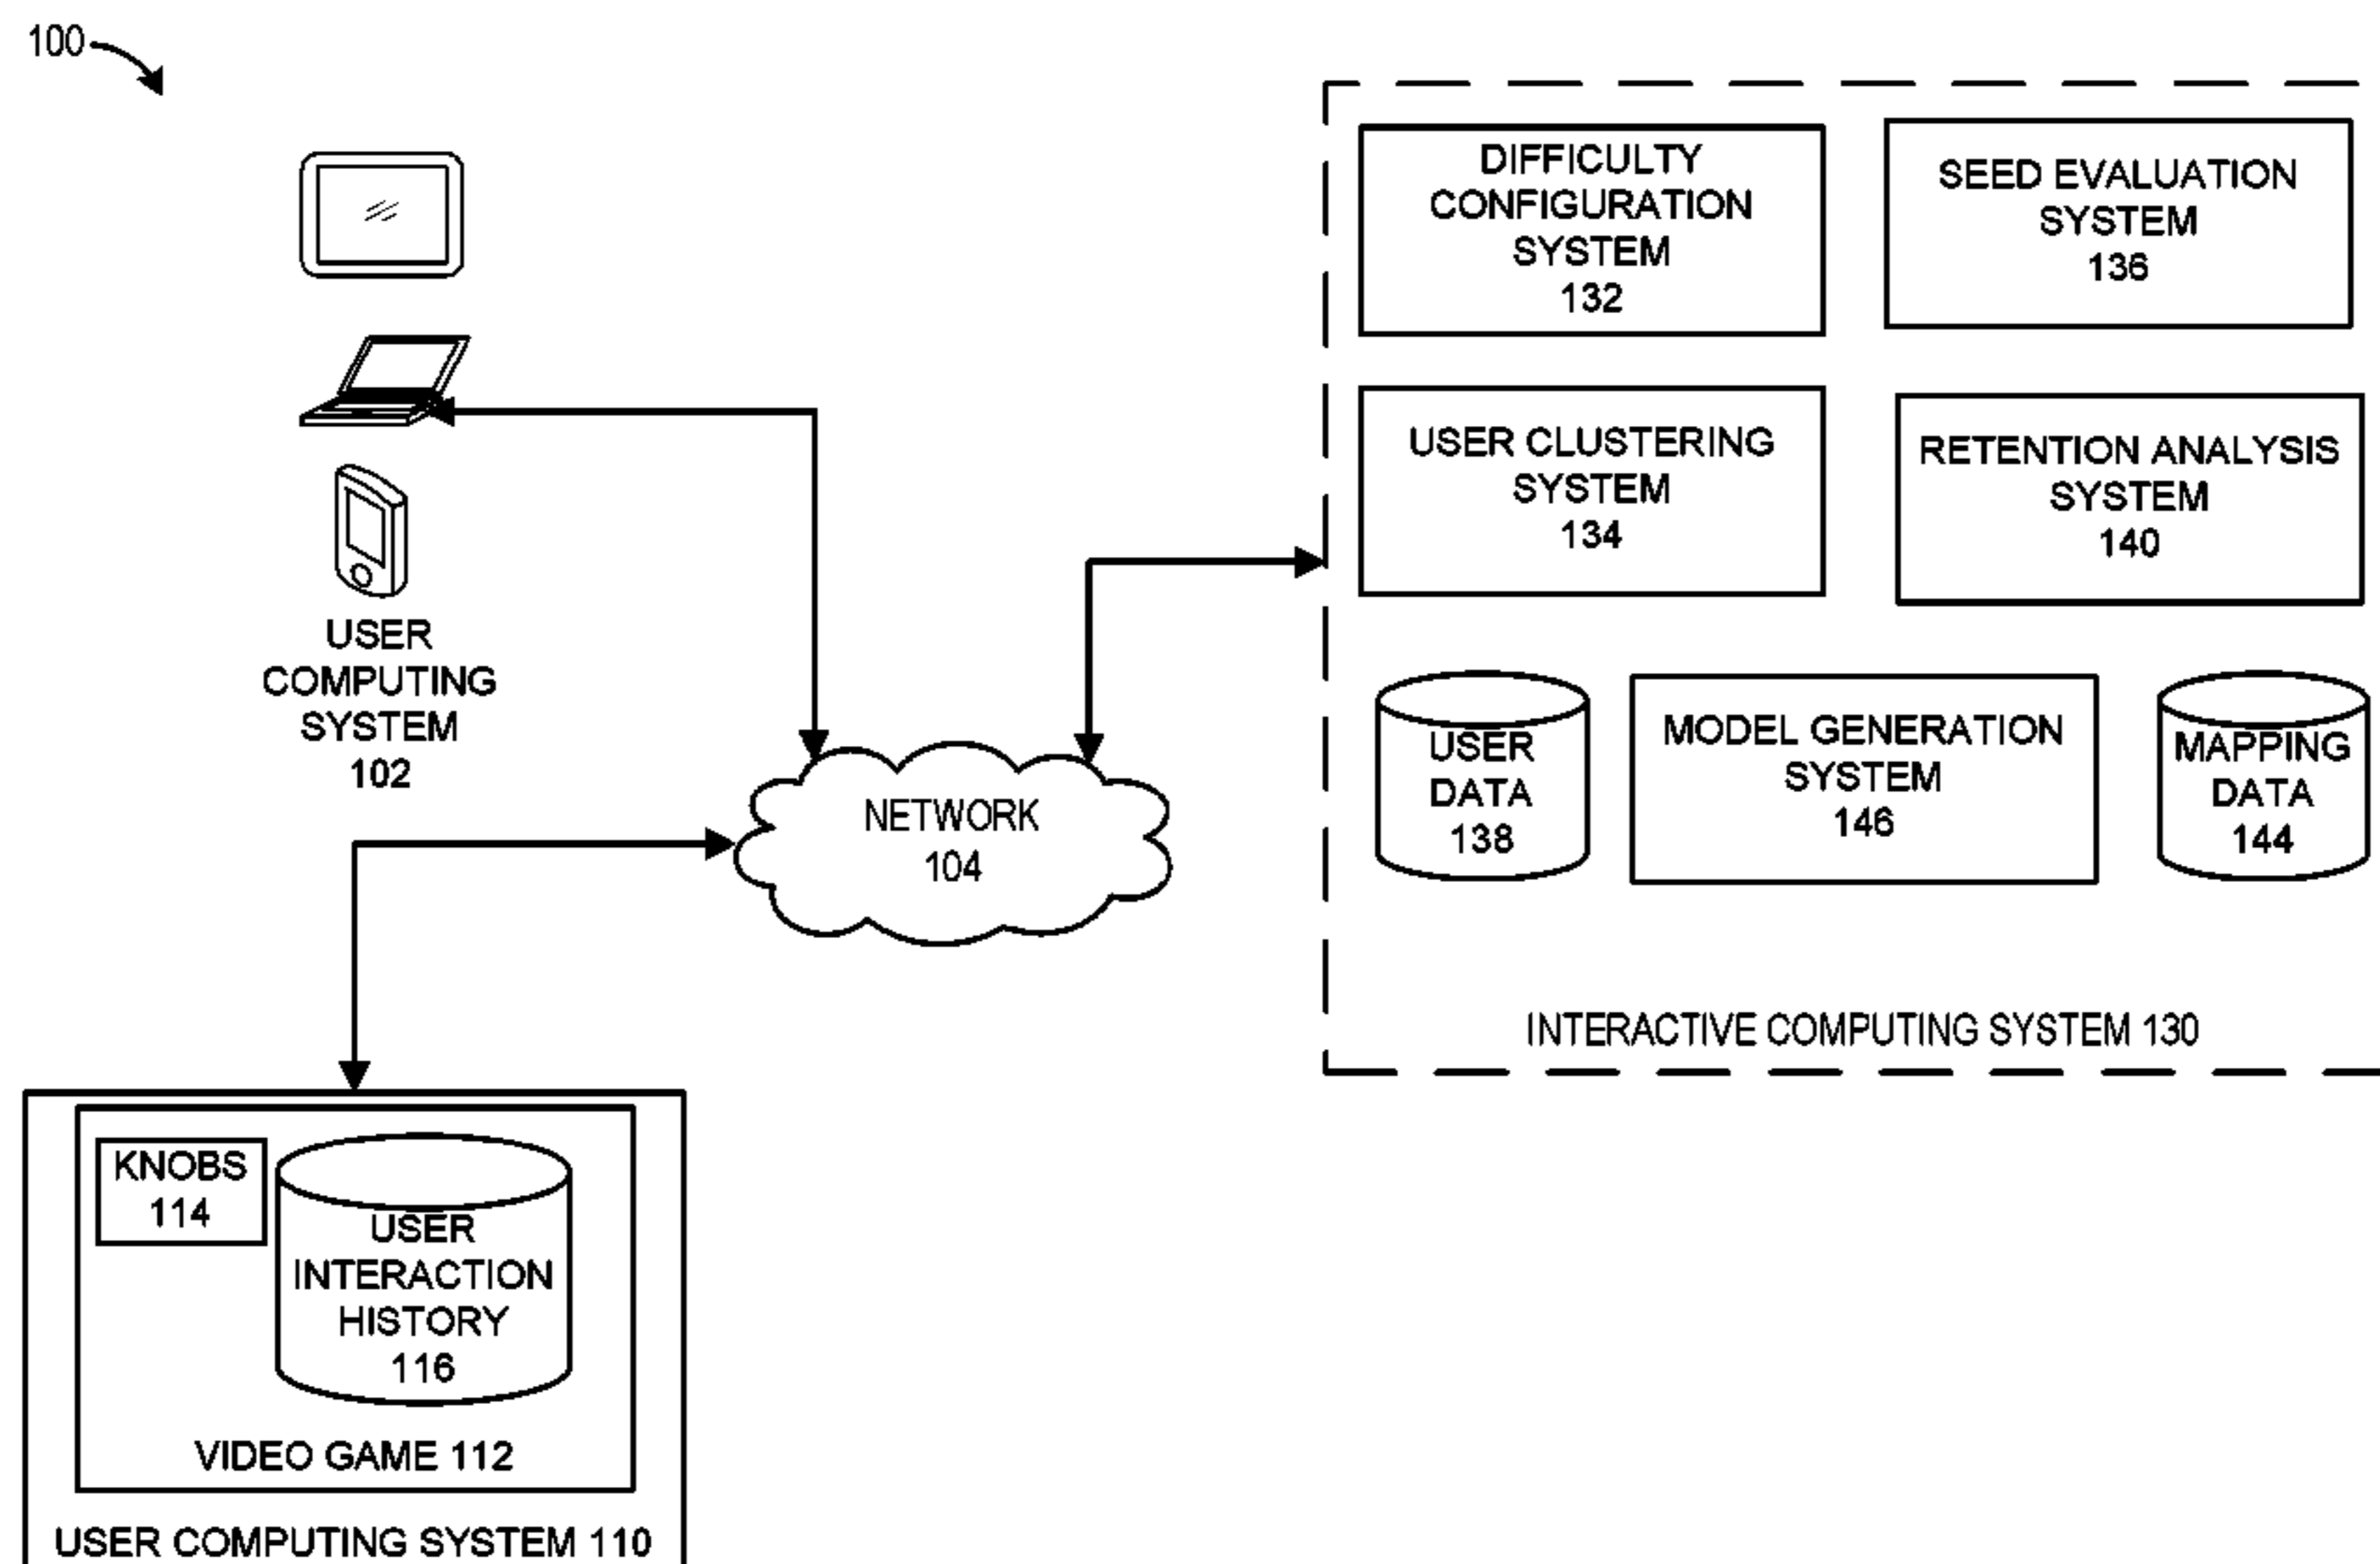 100
DIFFICULTY
CONFIGURATION
SYSTEM
132
SEED EVALUATION
SYSTEM
136
USER CLUSTERING
SYSTEM
134
RETENTION ANALYSIS
SYSTEM
140
USER
COMPUTING
SYSTEM
102
USER
DATA
138
MODEL GENERATION
SYSTEM
146
MAPPING
DATA
144
NETWORK
104
INTERACTIVE COMPUTING SYSTEM 130
KNOBS
114
USER
INTERACTION
HISTORY
116
VIDEO GAME 112
USER COMPUTING SYSTEM 110